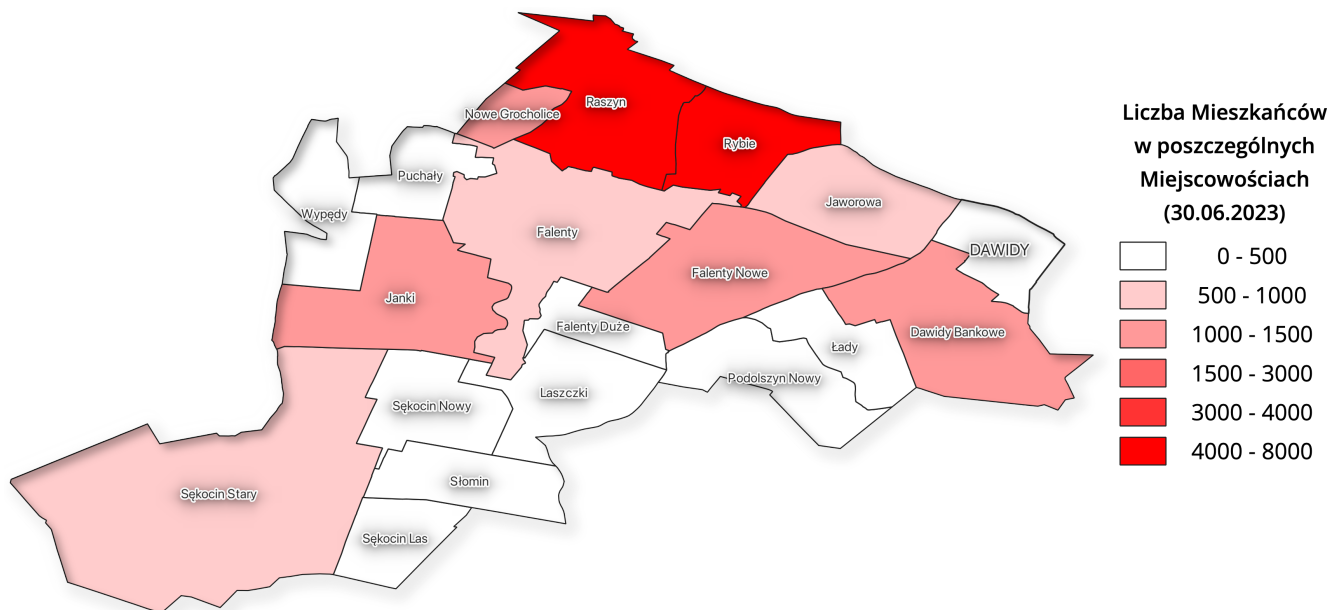 Raszyn
Nowe Grocholice
Rybie
Puchały
Jaworowa
Wypędy
Falenty
DAWIDY
Falenty Nowe
Janki
Falenty Duże
Dawidy Bankowe
Łady
Podolszyn Nowy
Laszczki
Sękocin Nowy
Słomin
Sękocin Stary
Sękocin Las
Liczba Mieszkańców
w poszczególnych
Miejscowościach
(30.06.2023)
0 - 500
500 - 1000
1000 - 1500
1500 - 3000
3000 - 4000
4000 - 8000